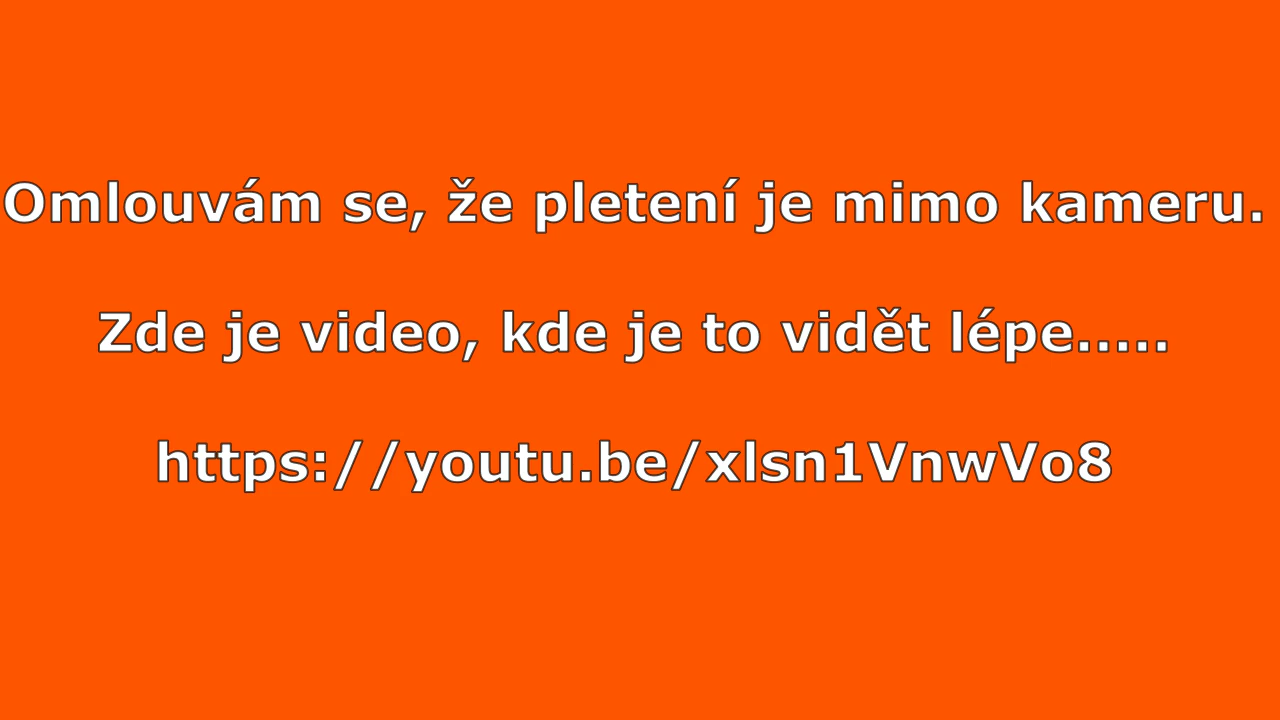 Omlouvám se, že pletení je mimo kameru.
Zde je video, kde je to vidět lépe.....
https://youtu.be/xlsn1VnwVo8